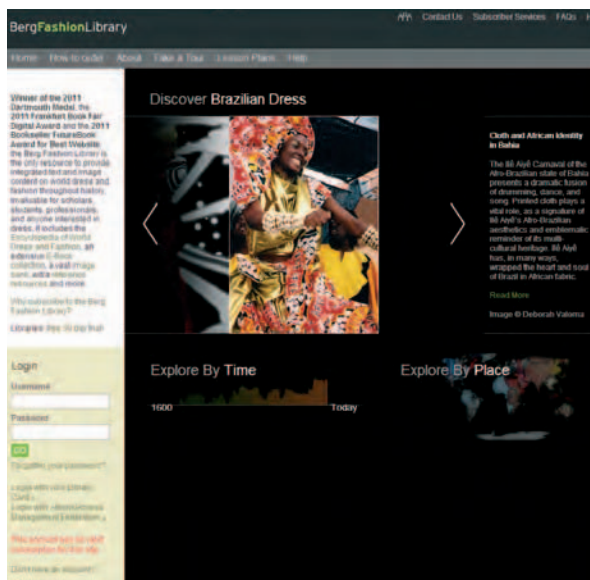 BergFashionLibrary
Contact Us Subscriber Services FAQs
Home How to order About Take a Tour Lesson Plans Help
Winner of the 2011
Dartmouth Medal, the
2011 Frankfurt Book Fair
Digital Award and the 2011
Bookseller FutureBook
Award for Best Website
the Berg Fashion Library is
the only resource to provide
integrated text and image
content on world dress and
fashion throughout history.
Invaluable for scholars,
students, professionals,
and anyone interested in
dress, it includes the
Encyclopedia of World
Dress and Fashion, an
extensive E-Book
collection, a vast image
bank, extra reference
resources and more.
Why subscribe to the Berg
Fashion Library?
Libraries: free 30 day trial!
Discover Brazilian Dress
Cloth and African Identity
in Bahia
The Ilê Aiyê Carnaval of the
Afro-Brazilian state of Bahia
presents a dramatic fusion
of drumming, dance, and
song. Printed cloth plays a
vital role, as a signature of
Ilê Aiyê's Afro-Brazilian
aesthetics and emblematic
reminder of its multi-
cultural heritage. Ilê Aiyê
has, in many ways,
wrapped the heart and soul
of Brazil in African fabric.
Read More
Image © Deborah Valoma
Login
Username
Password
GO
Forgotten your password?
Explore By Time
1600 Today
Explore By Place